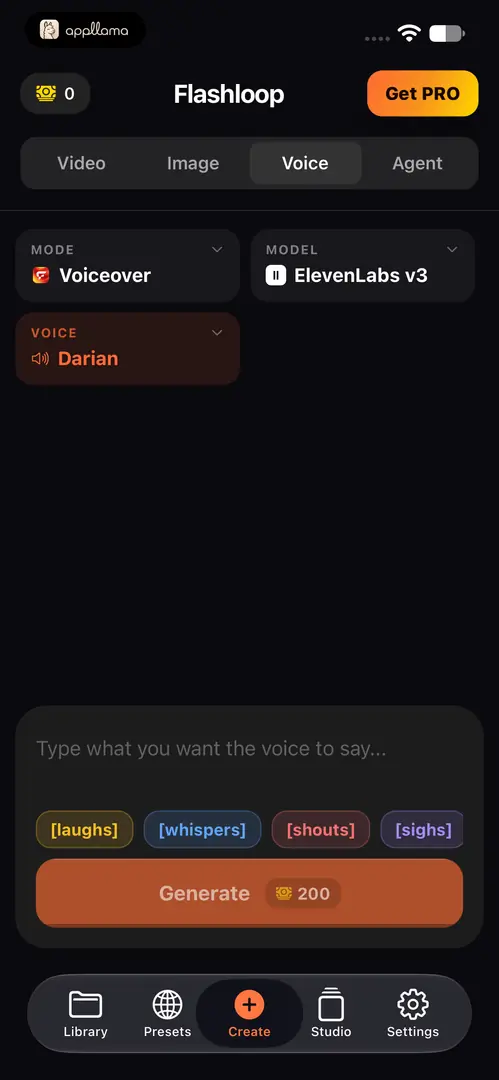 appllama
0
Flashloop
Get PRO
Video
Image
Voice
Agent
MODE
Voiceover
MODEL
ElevenLabs v3
VOICE
Darian
Type what you want the voice to say...
[laughs]
[whispers]
[shouts]
[sighs]
Generate
200
Library
Presets
Create
Studio
Settings